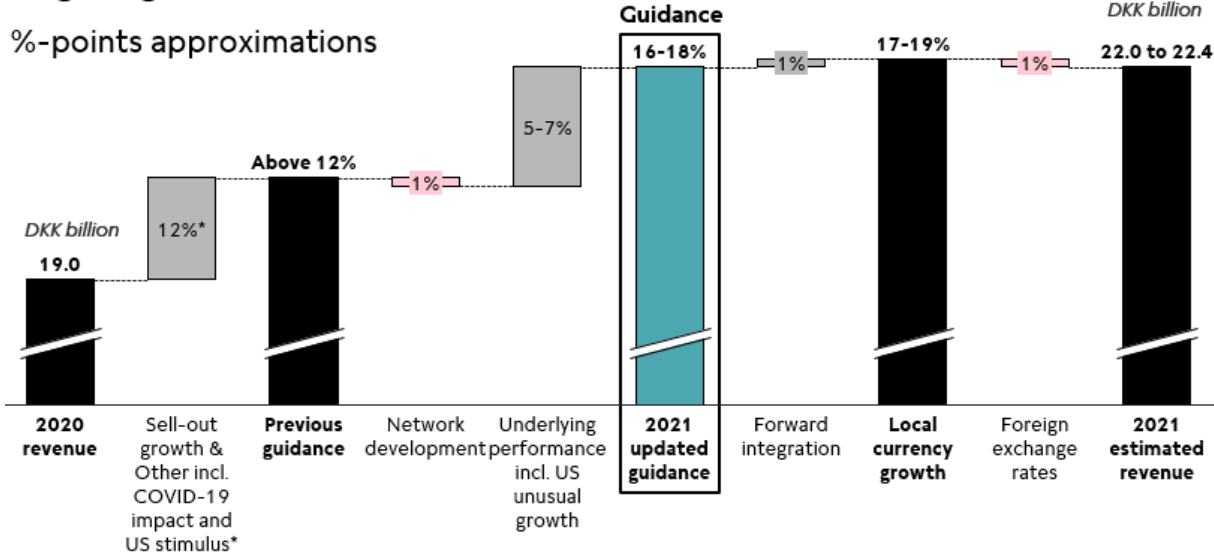 %-points approximations
Guidance
DKK billion
16-18%
17-19%
22.0 to 22.4
1%
1%
5-7%
Above 12%
1%
DKK billion
12%*
19.0
2020
revenue
Sell-out
growth &
Other incl.
COVID-19
impact and
US stimulus*
Previous
guidance
Network
development
Underlying
performance
incl. US
unusual
growth
2021
updated
guidance
Forward
integration
Local
currency
growth
Foreign
exchange
rates
2021
estimated
revenue